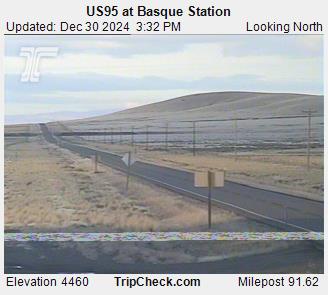 US95 at Basque Station
Updated: Dec 30 2024 3:32 PM Looking North
Elevation 4460 TripCheck.com Milepost 91.62